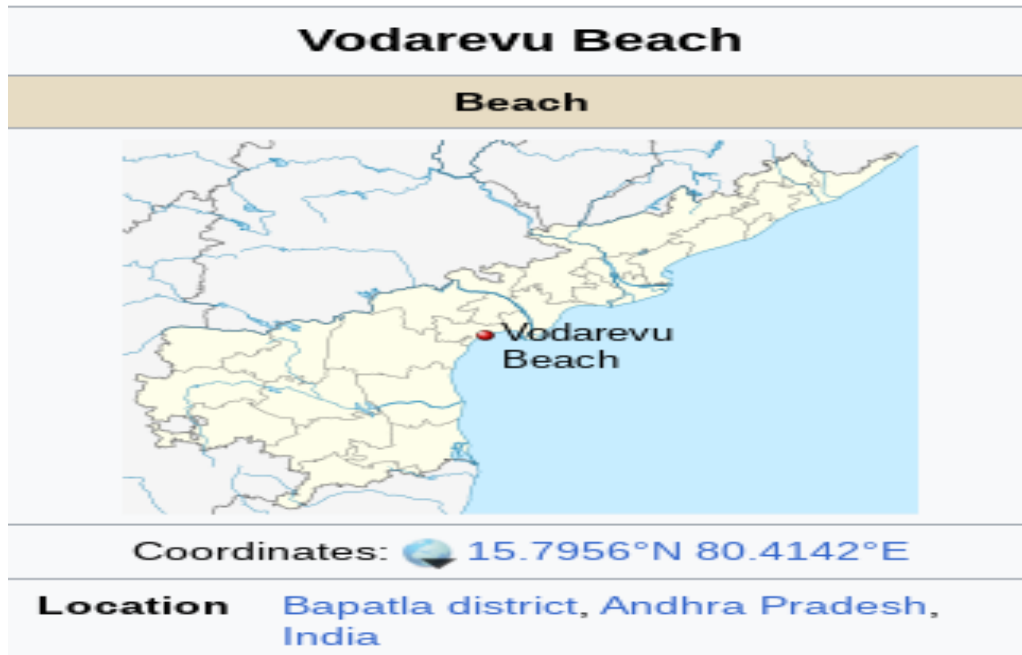 Vodarevu Beach
Beach
Vodarevu
Beach
Coordinates: 15.7956°N 80.4142°E
Location Bapatla district, Andhra Pradesh,
India